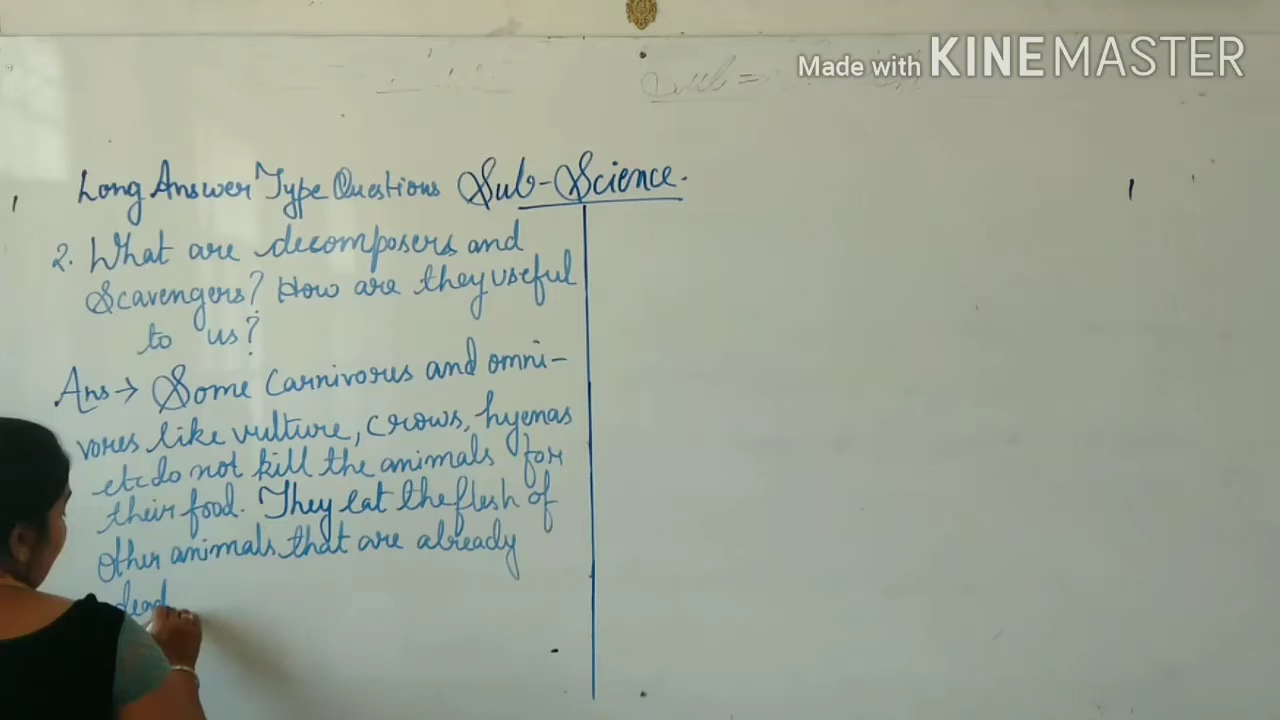 Made with KINEMASTER
Long Answer Type Questions Sub-Science.
2. What are decomposers and
Scavengers? How are they useful
to us?
Ans → Some Carnivorus and omni-
vores like vulture, crows, hyenas
etc do not kill the animals for
their food. They eat the flesh of
other animals that are already
dead